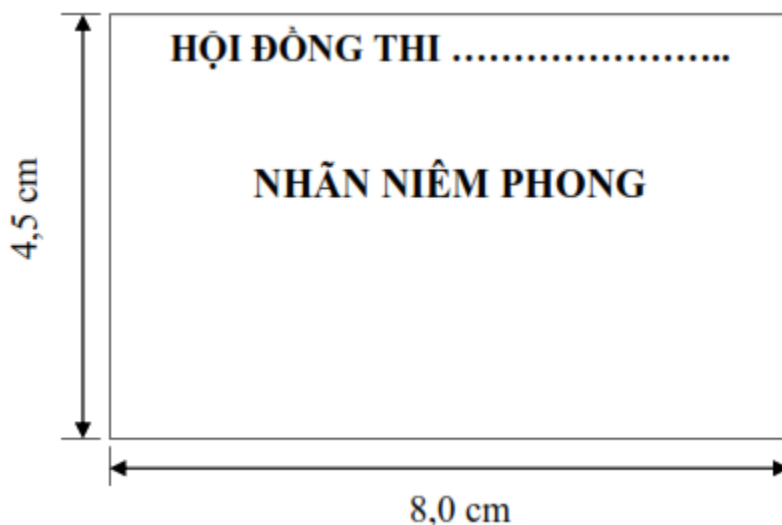 HỘI ĐỒNG THI ……………………..
NHÃN NIÊM PHONG
4,5 cm
8,0 cm